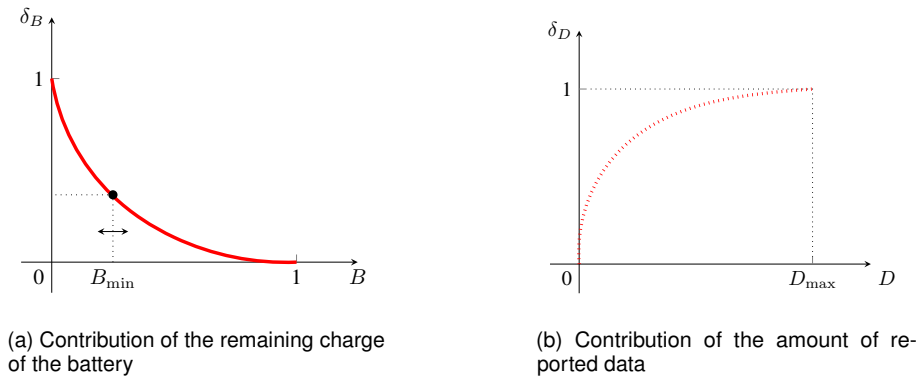 δ_B
1
0
B_min
1
B
(a) Contribution of the remaining charge
of the battery
δ_D
1
0
D_max
D
(b) Contribution of the amount of re-
ported data